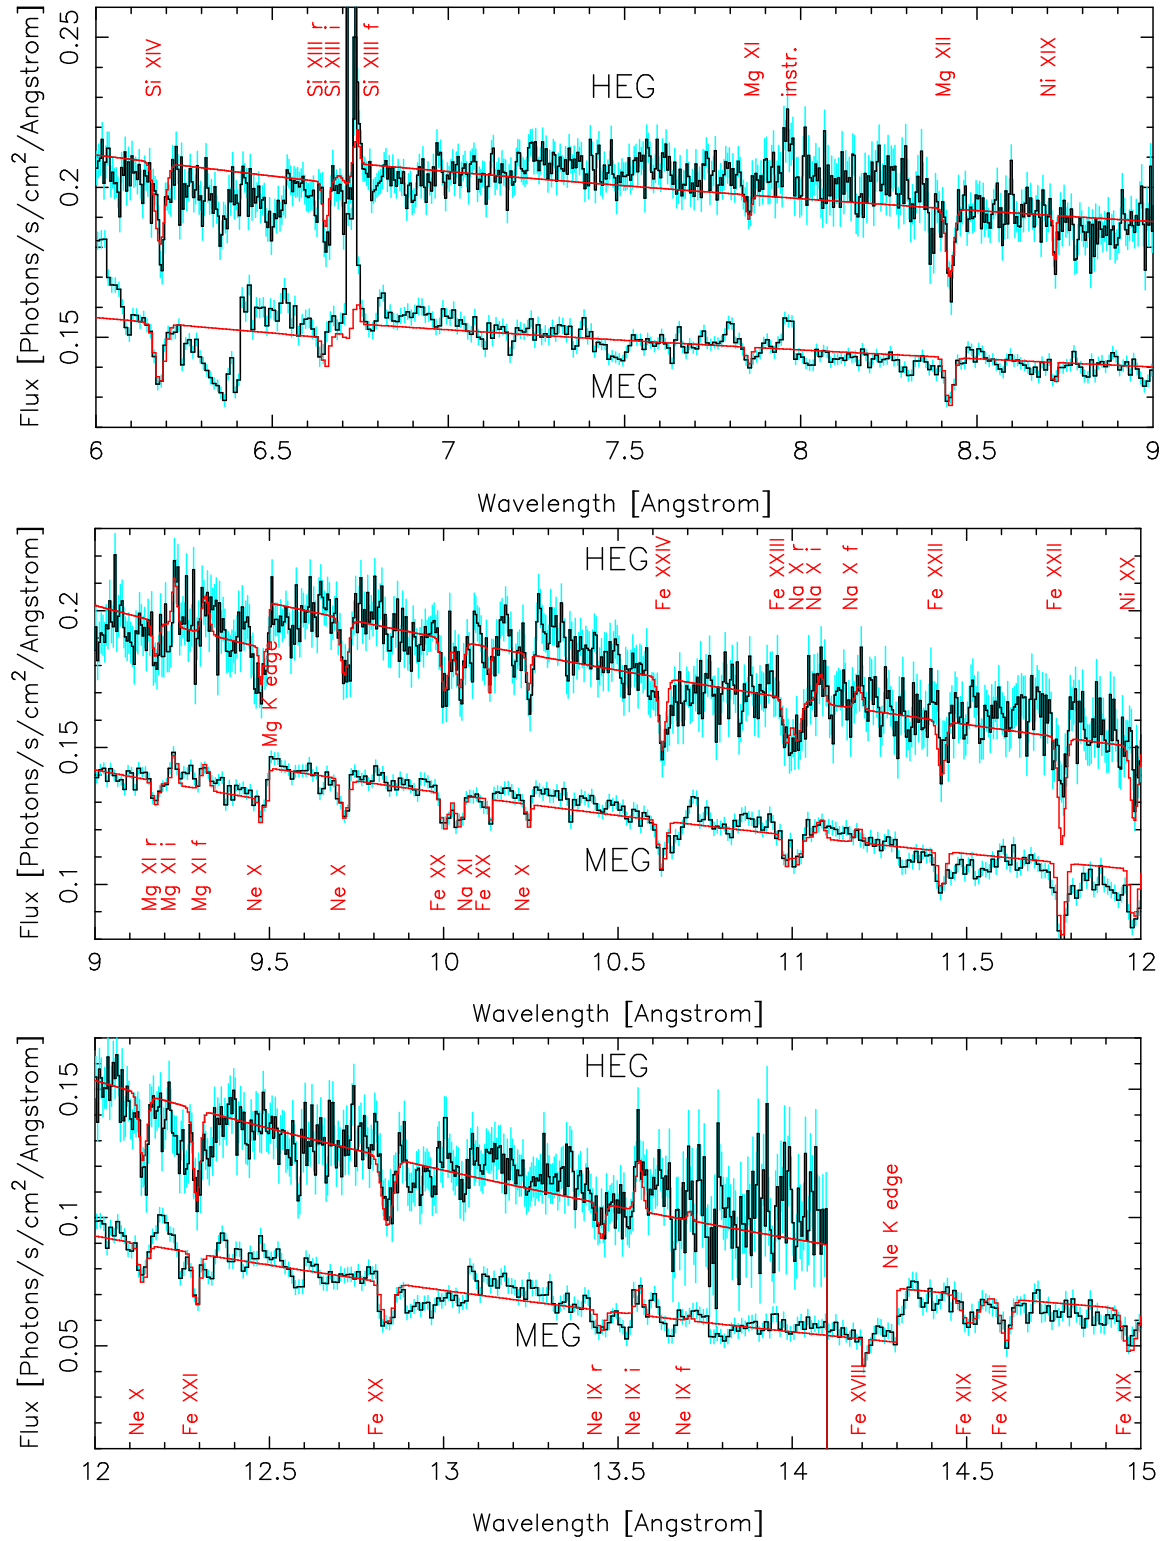 Flux [Photons/s/cm²/Angstrom]
0.15
0.2
0.25
Si XIV
Si XIII r
Si XIII i
Si XIII f
Mg XI
instr.
Mg XII
Ni XIX
HEG
MEG
6
6.5
7
7.5
8
8.5
9
Wavelength [Angstrom]
Flux [Photons/s/cm²/Angstrom]
0.1
0.15
0.2
HEG
Fe XXIV
Fe XXIII
Na X r
Na X i
Na X f
Fe XXII
Fe XXII
Ni XX
Mg K edge
MEG
Mg XI r
Mg XI i
Mg XI f
Ne X
Ne X
Fe XX
Na XI
Fe XX
Ne X
9
9.5
10
10.5
11
11.5
12
Wavelength [Angstrom]
Flux [Photons/s/cm²/Angstrom]
0.05
0.1
0.15
HEG
Ne K edge
MEG
Ne X
Fe XXI
Fe XX
Ne IX r
Ne IX i
Ne IX f
Fe XVIII
Fe XIX
Fe XVIII
Fe XIX
12
12.5
13
13.5
14
14.5
15
Wavelength [Angstrom]